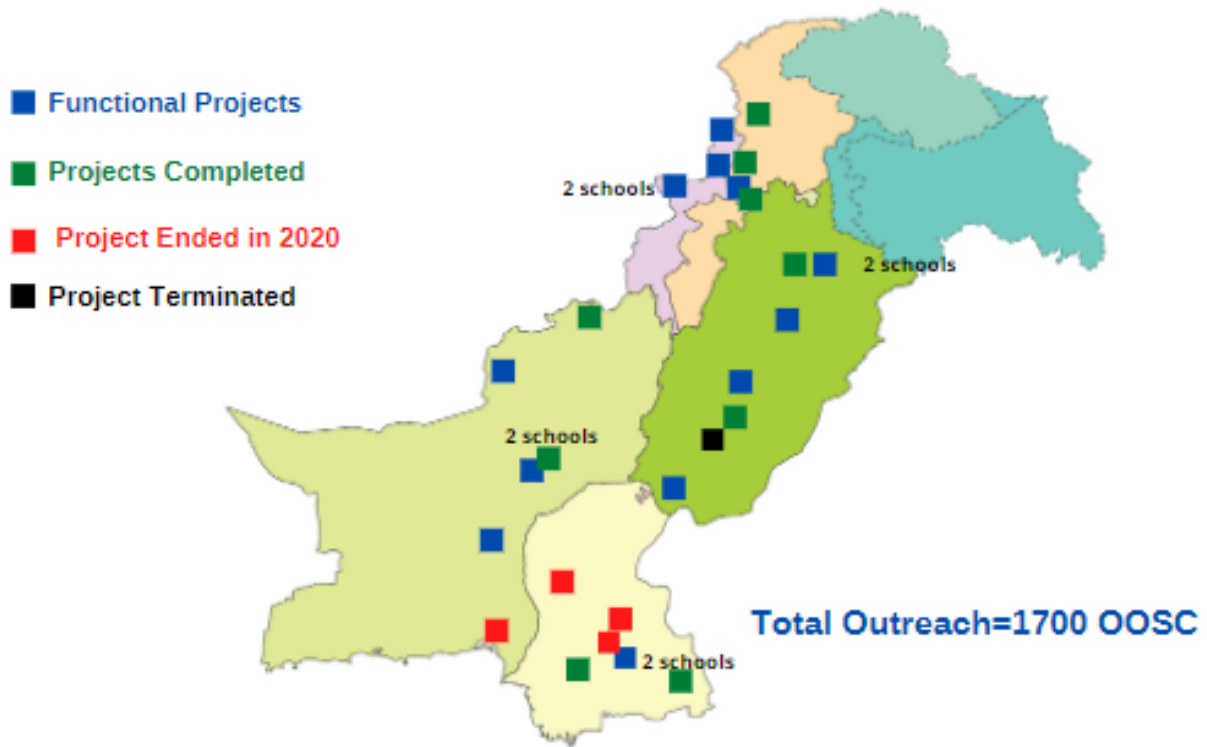 Functional Projects
Projects Completed
Project Ended in 2020
Project Terminated
2 schools
2 schools
2 schools
Total Outreach=1700 OOSC
2 schools